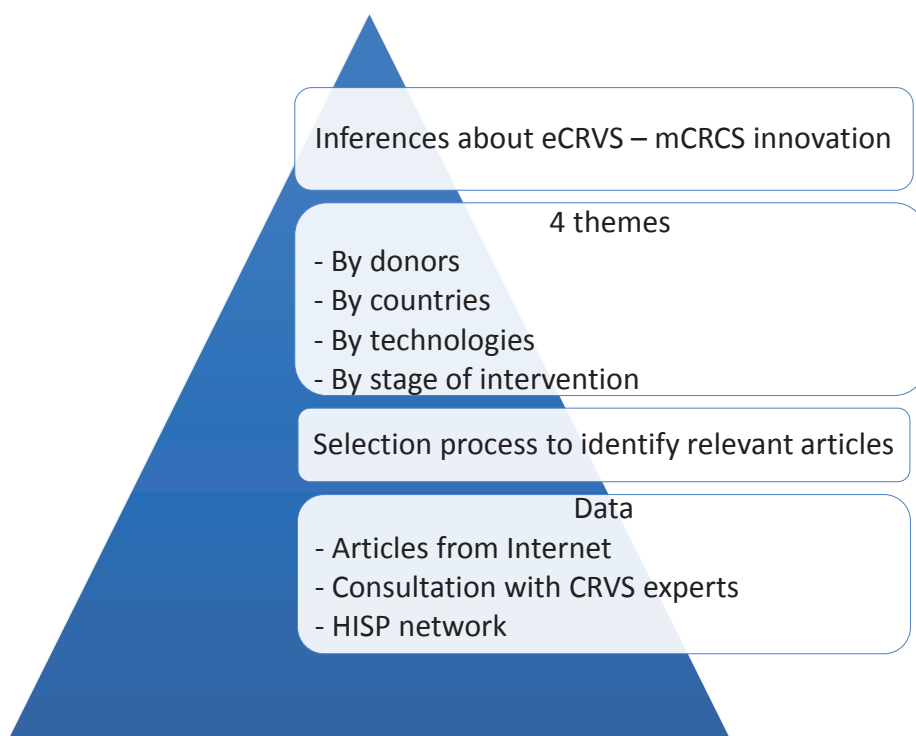 Inferences about eCRVS – mCRCS innovation
4 themes
- By donors
- By countries
- By technologies
- By stage of intervention
Selection process to identify relevant articles
Data
- Articles from Internet
- Consultation with CRVS experts
- HISP network